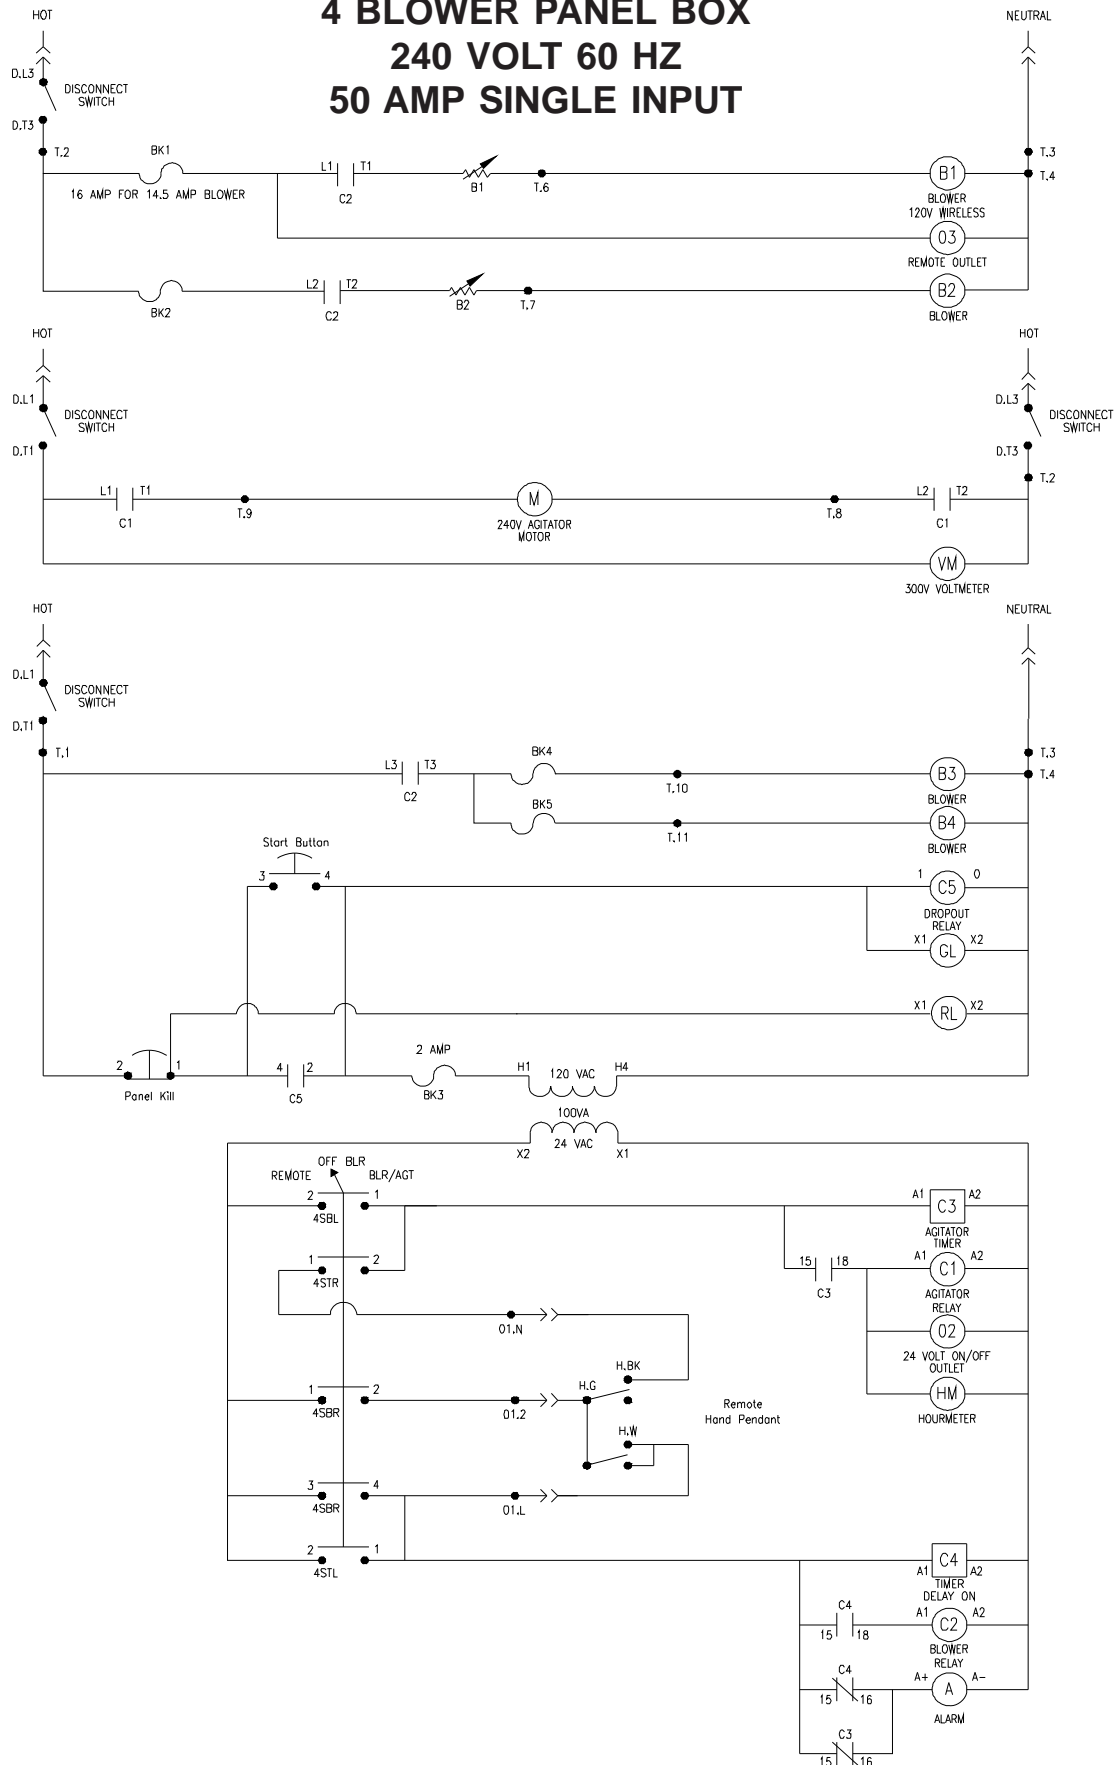 4 BLOWER PANEL BOX
240 VOLT 60 HZ
50 AMP SINGLE INPUT
HOT
NEUTRAL
D.L3
DISCONNECT
SWITCH
D.T3
T.2
T.3
BK1
L1 T1
C2
B1
T.6
B1
T.4
16 AMP FOR 14.5 AMP BLOWER
BLOWER
120V WIRELESS
O3
REMOTE OUTLET
BK2
L2 T2
C2
B2
T.7
B2
BLOWER
HOT
HOT
D.L1
DISCONNECT
SWITCH
D.T1
D.L3
DISCONNECT
SWITCH
D.T3
T.2
L1 T1
C1
T.9
M
240V AGITATOR
MOTOR
T.8
L2 T2
C1
VM
300V VOLTMETER
HOT
NEUTRAL
D.L1
DISCONNECT
SWITCH
D.T1
T.1
T.3
L3 T3
C2
BK4
T.10
B3
T.4
BLOWER
BK5
T.11
B4
BLOWER
Start Button
3 4
1 C5 0
DROPOUT
RELAY
X1 GL X2
X1 RL X2
2 1
Panel Kill
4 2
C5
2 AMP
BK3
H1 120 VAC H4
100VA
X2 24 VAC X1
OFF BLR
REMOTE BLR/AGT
2 1
4SBL
A1 C3 A2
AGITATOR
TIMER
1 2
4STR
15 18
C3
A1 C1 A2
AGITATOR
RELAY
O1.N
O2
24 VOLT ON/OFF
OUTLET
H.BK
1 2
4SBR
O1.2
H.G
HM
HOURMETER
Remote
Hand Pendant
H.W
3 4
4SBR
O1.L
2 1
4STL
A1 C4 A2
TIMER
DELAY ON
C4
15 18
A1 C2 A2
BLOWER
RELAY
C4
15 16
A+ A A-
ALARM
C3
15 16